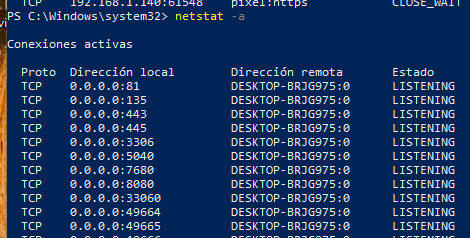 TCP 192.168.1.140:61548 pixel:https CLOSE_WAIT
PS C:\Windows\system32> netstat -a
Conexiones activas
Proto Dirección local Dirección remota Estado
TCP 0.0.0.0:81 DESKTOP-BRJG975:0 LISTENING
TCP 0.0.0.0:135 DESKTOP-BRJG975:0 LISTENING
TCP 0.0.0.0:443 DESKTOP-BRJG975:0 LISTENING
TCP 0.0.0.0:445 DESKTOP-BRJG975:0 LISTENING
TCP 0.0.0.0:3306 DESKTOP-BRJG975:0 LISTENING
TCP 0.0.0.0:5040 DESKTOP-BRJG975:0 LISTENING
TCP 0.0.0.0:7680 DESKTOP-BRJG975:0 LISTENING
TCP 0.0.0.0:8080 DESKTOP-BRJG975:0 LISTENING
TCP 0.0.0.0:33060 DESKTOP-BRJG975:0 LISTENING
TCP 0.0.0.0:49664 DESKTOP-BRJG975:0 LISTENING
TCP 0.0.0.0:49665 DESKTOP-BRJG975:0 LISTENING